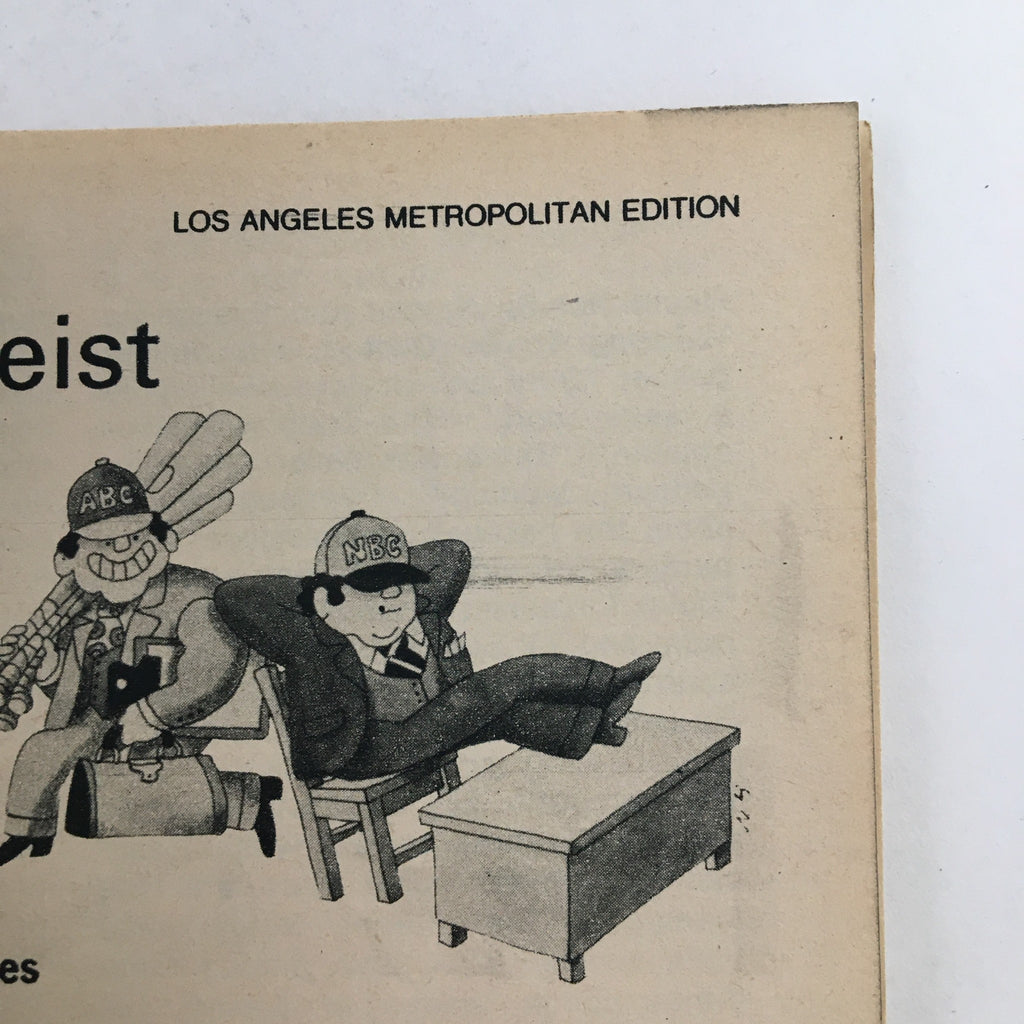 LOS ANGELES METROPOLITAN EDITION
eist
ABC
NBC
es